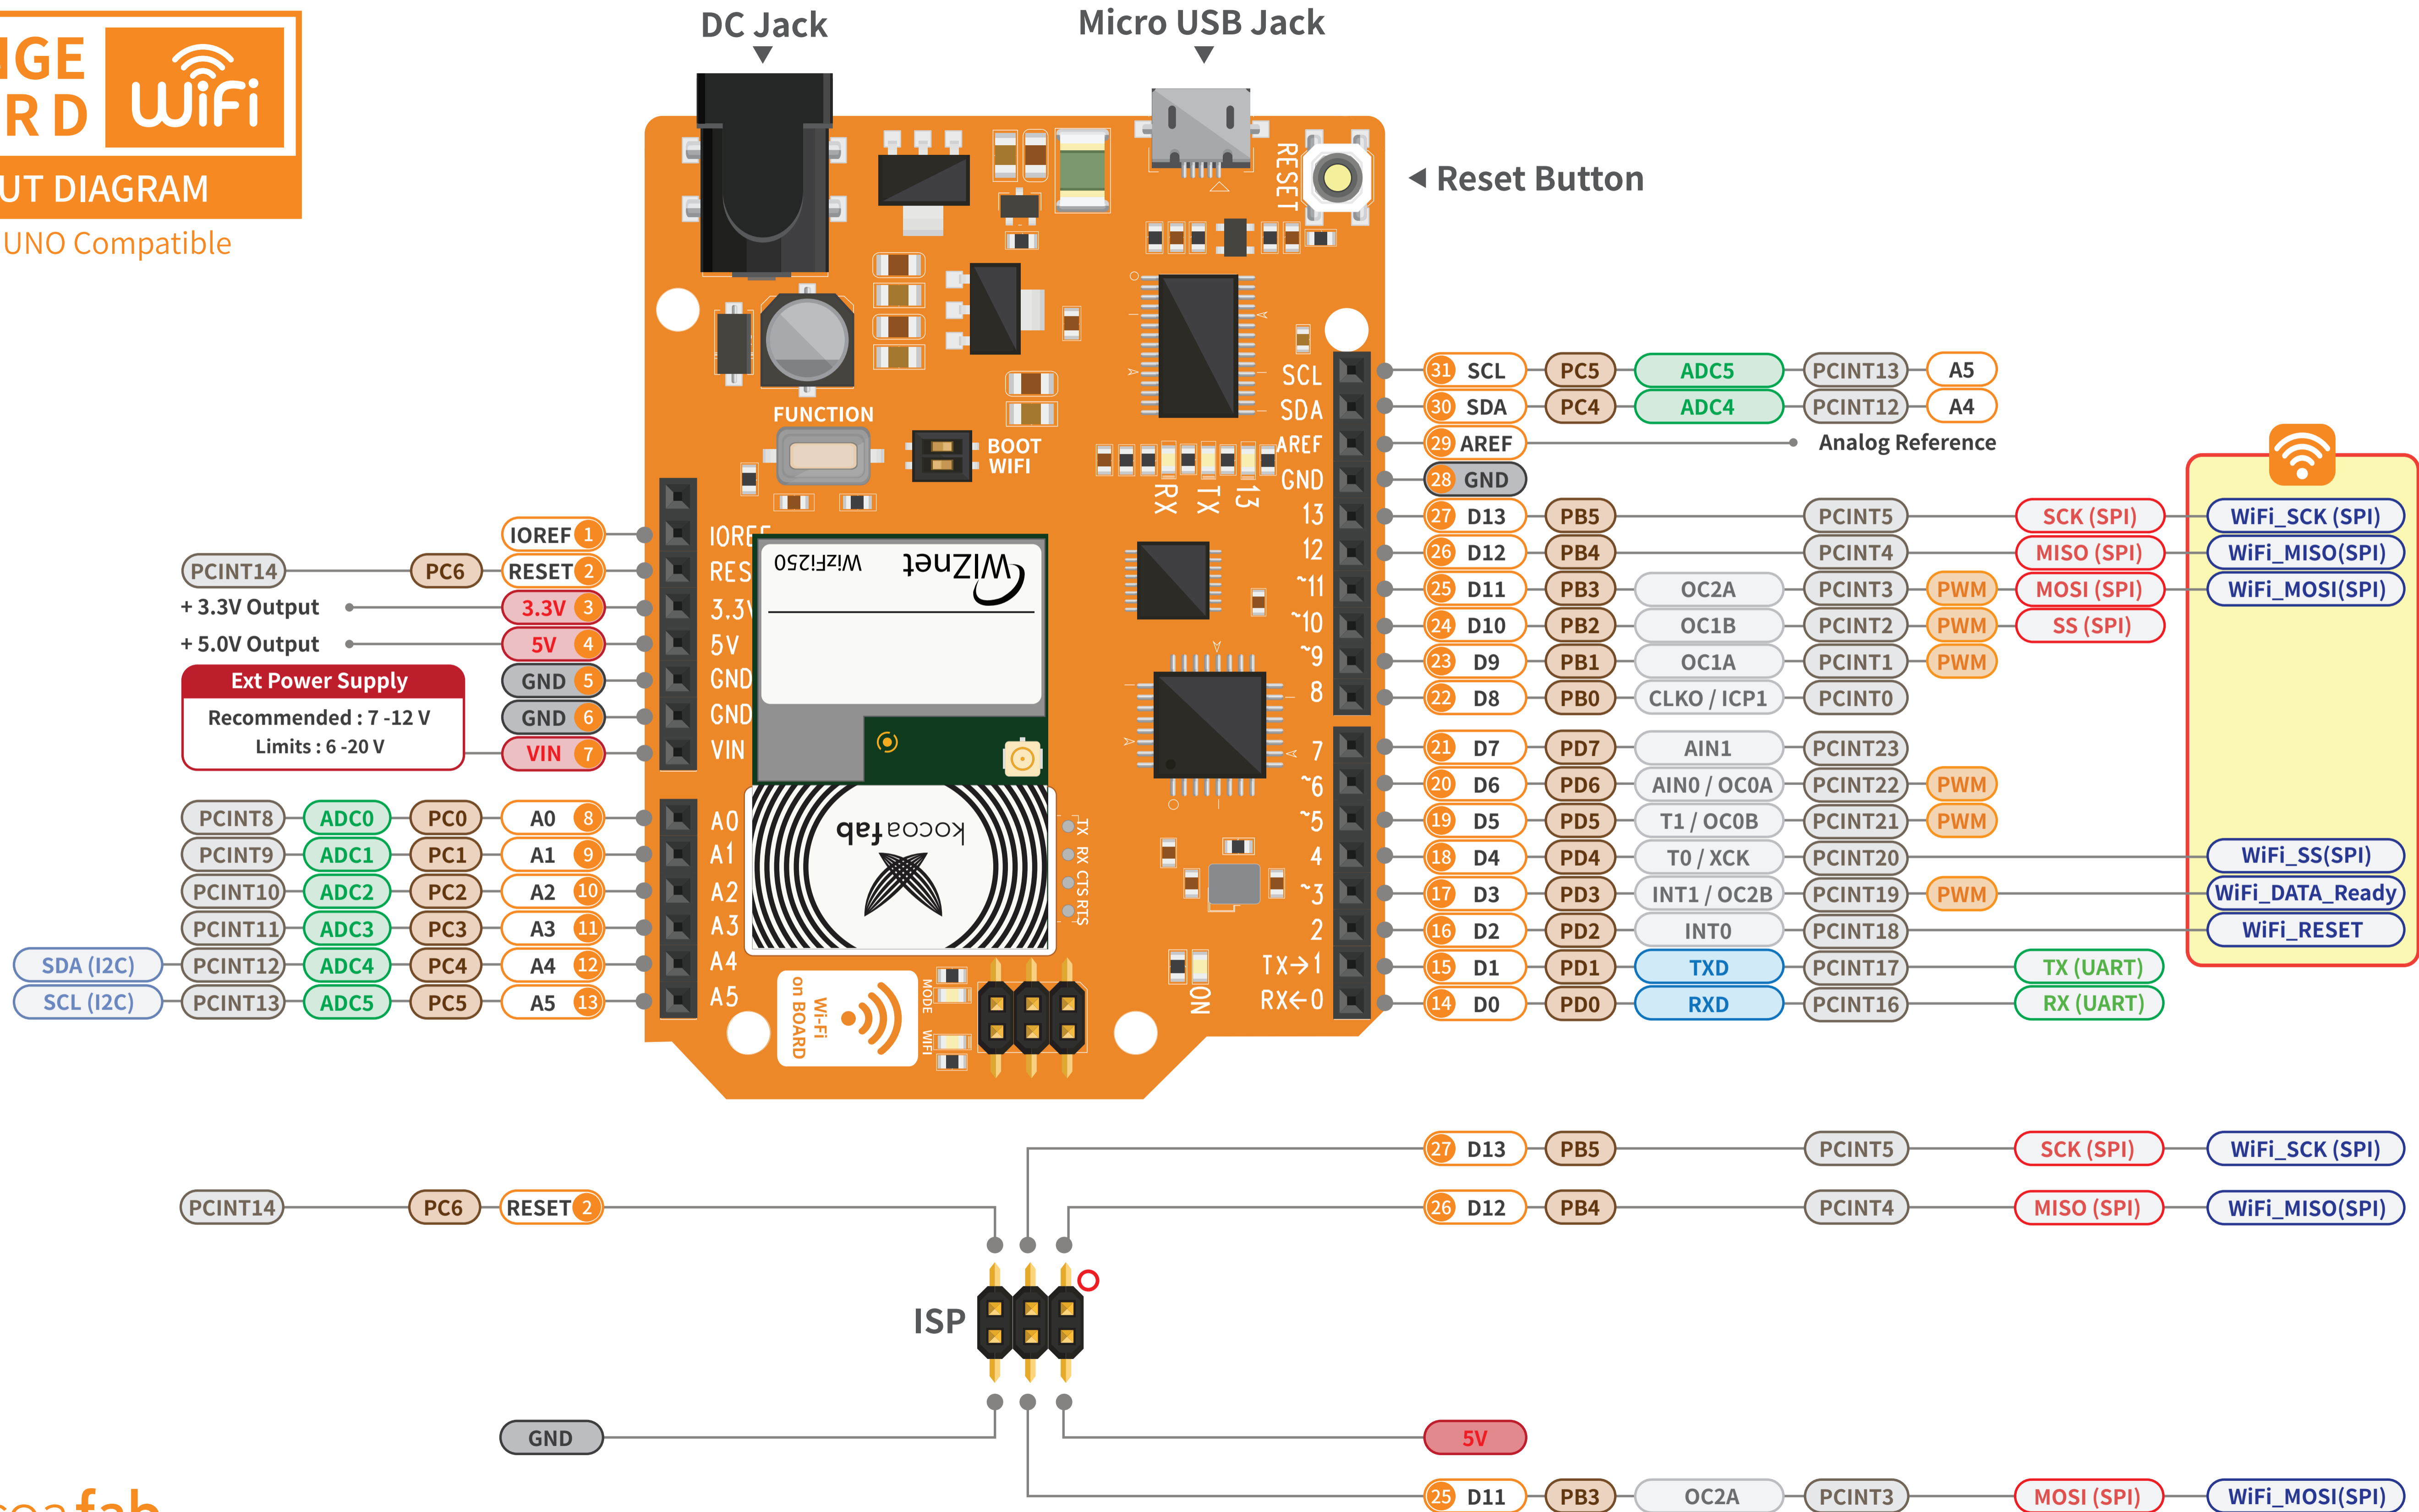 DC Jack
Micro USB Jack
NGE
RD
WiFi
UT DIAGRAM
UNO Compatible
Reset Button
RESET
FUNCTION
BOOT
WIFI
RX TX 13
SCL 31 SCL PC5 ADC5 PCINT13 A5
SDA 30 SDA PC4 ADC4 PCINT12 A4
AREF 29 AREF Analog Reference
GND 28 GND
13 27 D13 PB5 PCINT5 SCK (SPI) WiFi_SCK (SPI)
12 26 D12 PB4 PCINT4 MISO (SPI) WiFi_MISO(SPI)
~11 25 D11 PB3 OC2A PCINT3 PWM MOSI (SPI) WiFi_MOSI(SPI)
~10 24 D10 PB2 OC1B PCINT2 PWM SS (SPI)
~9 23 D9 PB1 OC1A PCINT1 PWM
8 22 D8 PB0 CLKO / ICP1 PCINT0
7 21 D7 PD7 AIN1 PCINT23
~6 20 D6 PD6 AIN0 / OC0A PCINT22 PWM
~5 19 D5 PD5 T1 / OC0B PCINT21 PWM
4 18 D4 PD4 T0 / XCK PCINT20 WiFi_SS(SPI)
~3 17 D3 PD3 INT1 / OC2B PCINT19 PWM WiFi_DATA_Ready
2 16 D2 PD2 INT0 PCINT18 WiFi_RESET
TX→1 15 D1 PD1 TXD PCINT17 TX (UART)
RX←0 14 D0 PD0 RXD PCINT16 RX (UART)
IOREF 1 IOREF
PCINT14 PC6 RESET 2 RES
+ 3.3V Output 3.3V 3 3.3V
+ 5.0V Output 5V 4 5V
GND 5 GND
GND 6 GND
VIN 7 VIN
Ext Power Supply
Recommended : 7 -12 V
Limits : 6 -20 V
PCINT8 ADC0 PC0 A0 8 A0
PCINT9 ADC1 PC1 A1 9 A1
PCINT10 ADC2 PC2 A2 10 A2
PCINT11 ADC3 PC3 A3 11 A3
SDA (I2C) PCINT12 ADC4 PC4 A4 12 A4
SCL (I2C) PCINT13 ADC5 PC5 A5 13 A5
WizFi250
WIZnet
kocoafab
TX RX CTS RTS
ON
Wi-Fi
on BOARD
MODE
WIFI
27 D13 PB5 PCINT5 SCK (SPI) WiFi_SCK (SPI)
PCINT14 PC6 RESET 2
26 D12 PB4 PCINT4 MISO (SPI) WiFi_MISO(SPI)
ISP
GND
5V
25 D11 PB3 OC2A PCINT3 MOSI (SPI) WiFi_MOSI(SPI)
coafab